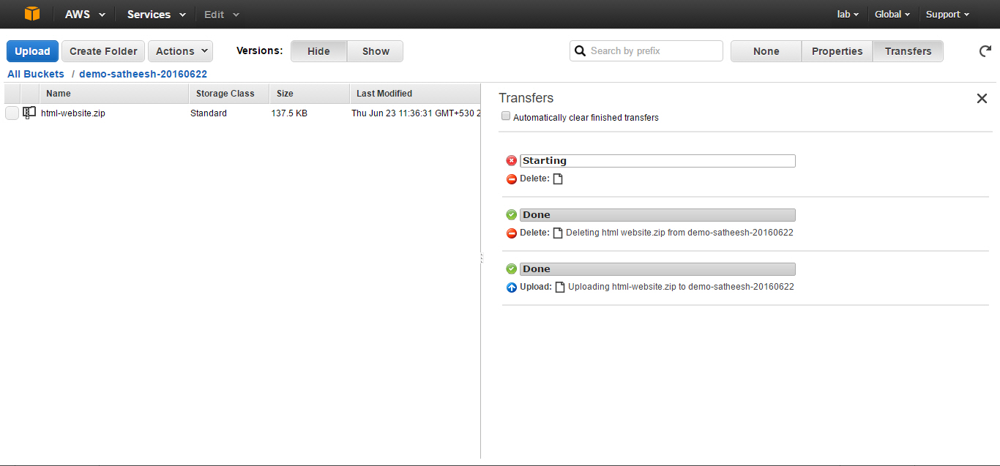 AWS Services Edit lab Global Support
Upload Create Folder Actions Versions: Hide Show Search by prefix None Properties Transfers
All Buckets / demo-satheesh-20160622
Name Storage Class Size Last Modified
html-website.zip Standard 137.5 KB Thu Jun 23 11:36:31 GMT+530 2
Transfers
Automatically clear finished transfers
Starting
Delete:
Done
Delete: Deleting html website.zip from demo-satheesh-20160622
Done
Upload: Uploading html-website.zip to demo-satheesh-20160622